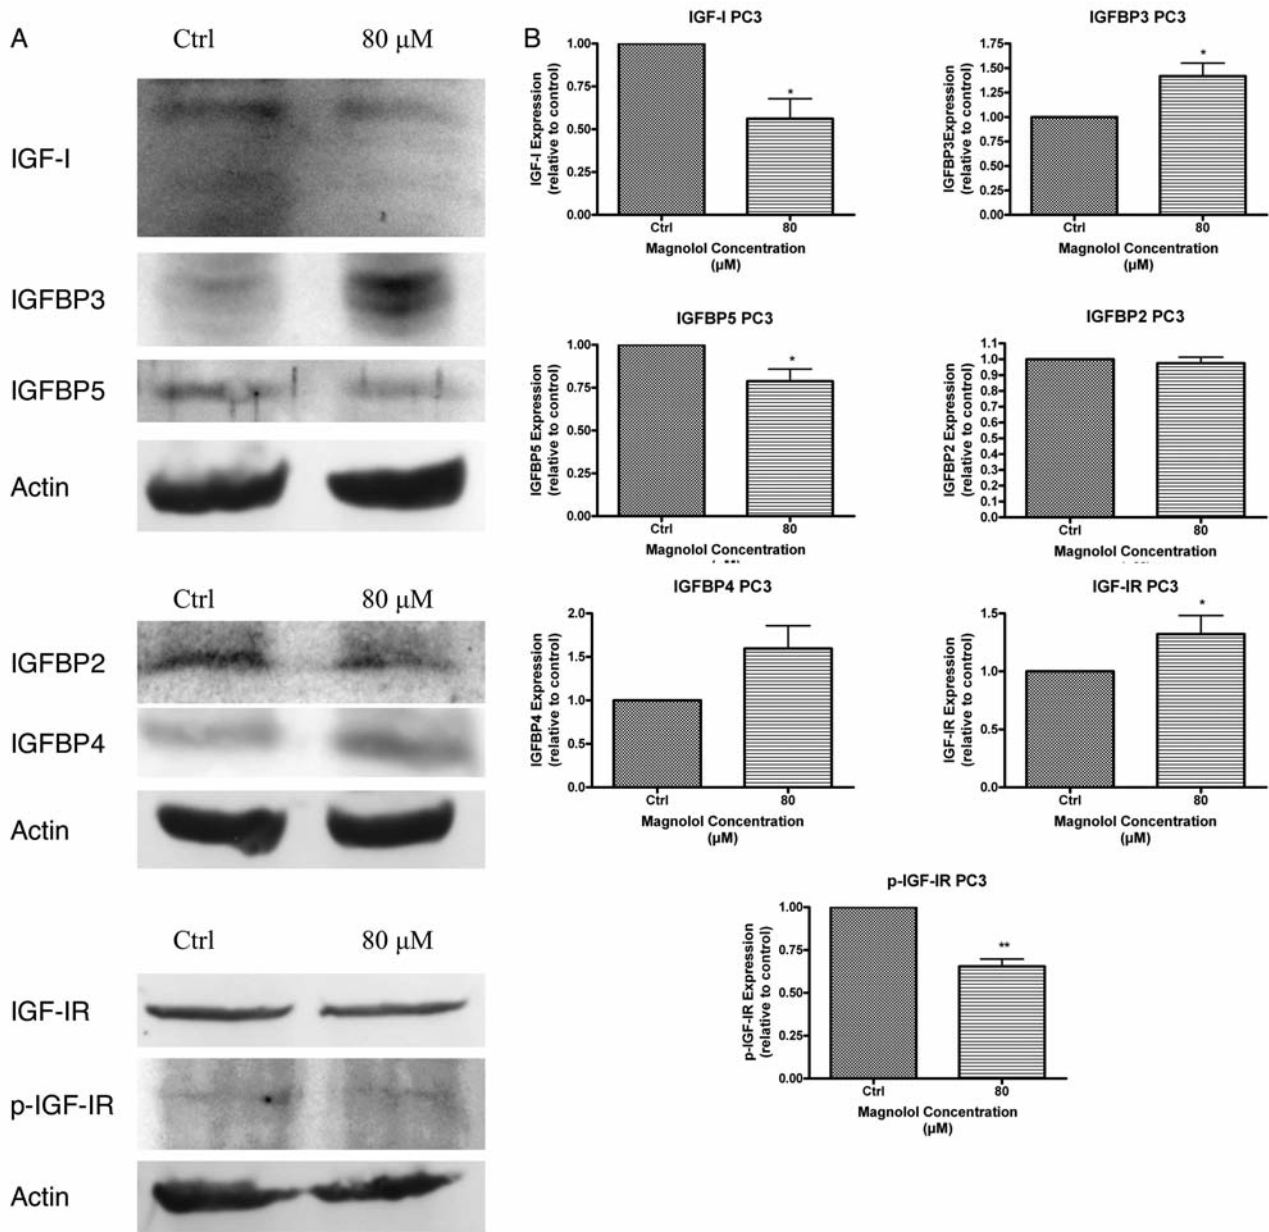 A
Ctrl 80 μM
IGF-I
IGFBP3
IGFBP5
Actin
Ctrl 80 μM
IGFBP2
IGFBP4
Actin
Ctrl 80 μM
IGF-IR
p-IGF-IR
Actin
B
IGF-I PC3
IGF-I Expression
(relative to control)
1.00
0.75
0.50
0.25
0.00
*
Ctrl 80
Magnolol Concentration
(µM)
IGFBP3 PC3
IGFBP3Expression
(relative to control)
1.75
1.50
1.25
1.00
0.75
0.50
0.25
0.00
*
Ctrl 80
Magnolol Concentration
(µM)
IGFBP5 PC3
IGFBP5 Expression
(relative to control)
1.00
0.75
0.50
0.25
0.00
*
Ctrl 80
Magnolol Concentration
IGFBP2 PC3
IGFBP2 Expression
(relative to control)
1.1
1.0
0.9
0.8
0.7
0.6
0.5
0.4
0.3
0.2
0.1
0.0
Ctrl 80
Magnolol Concentration
IGFBP4 PC3
IGFBP4 Expression
(relative to control)
2.0
1.5
1.0
0.5
0.0
Ctrl 80
Magnolol Concentration
(µM)
IGF-IR PC3
IGF-IR Expression
(relative to control)
1.5
1.0
0.5
0.0
*
Ctrl 80
Magnolol Concentration
(µM)
p-IGF-IR PC3
p-IGF-IR Expression
(relative to control)
1.00
0.75
0.50
0.25
0.00
**
Ctrl 80
Magnolol Concentration
(µM)